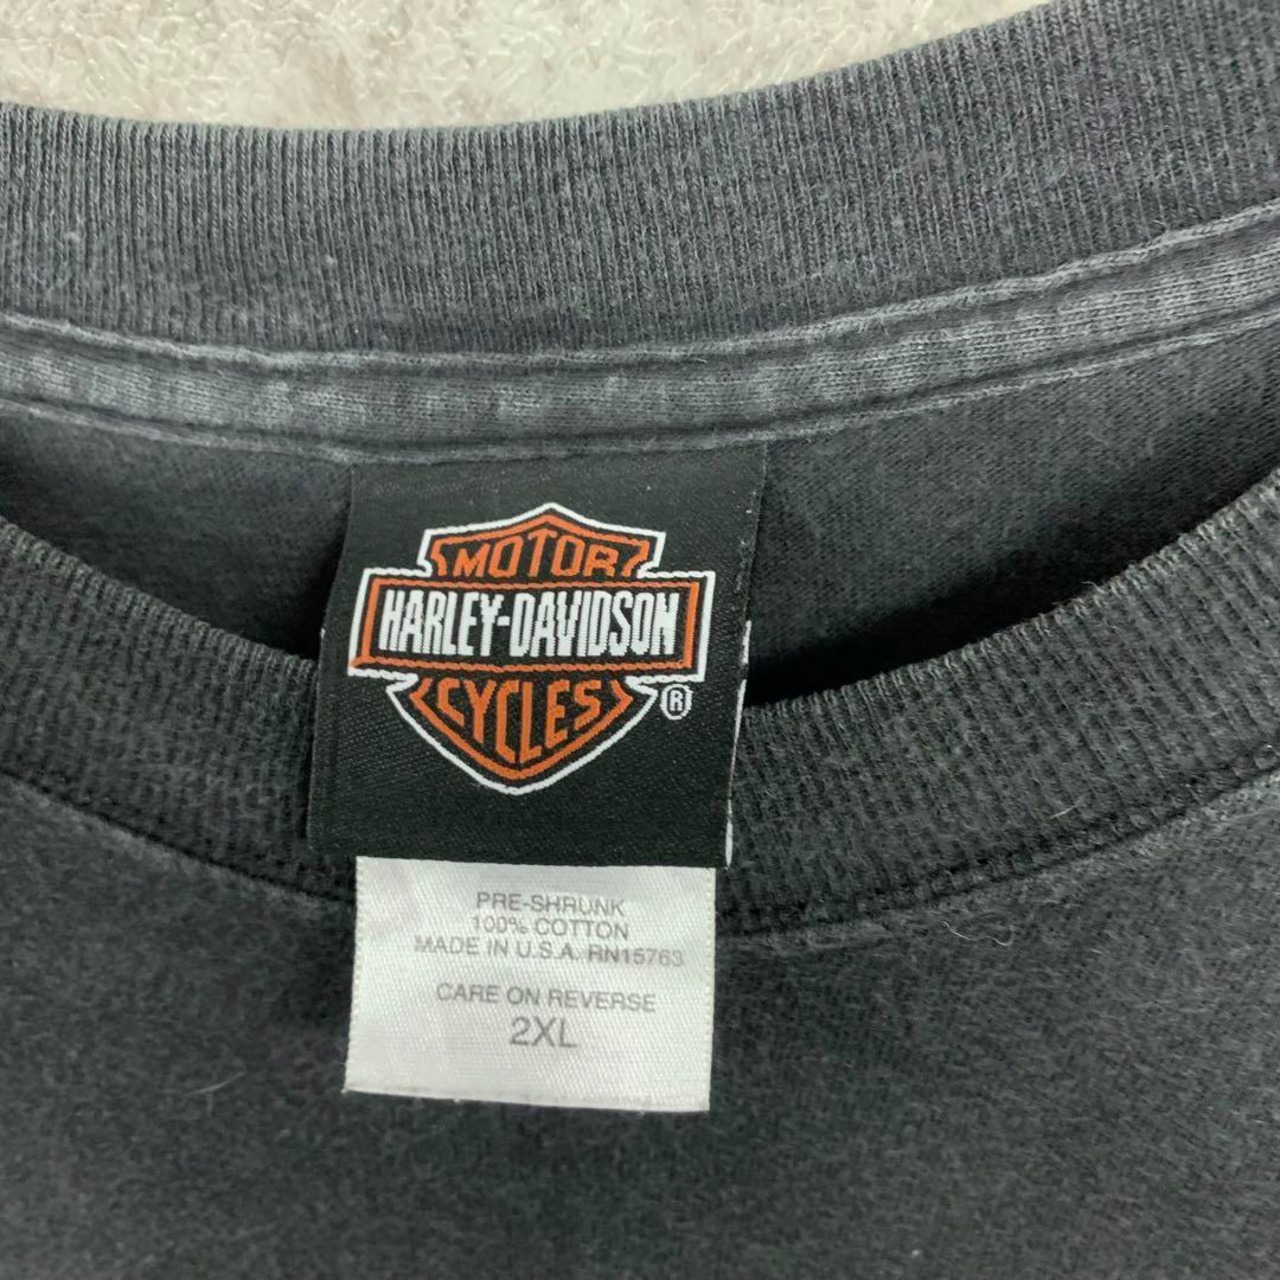 MOTOR
HARLEY-DAVIDSON
CYCLES
®
PRE-SHRUNK
100% COTTON
MADE IN U.S.A. RN15763
CARE ON REVERSE
2XL